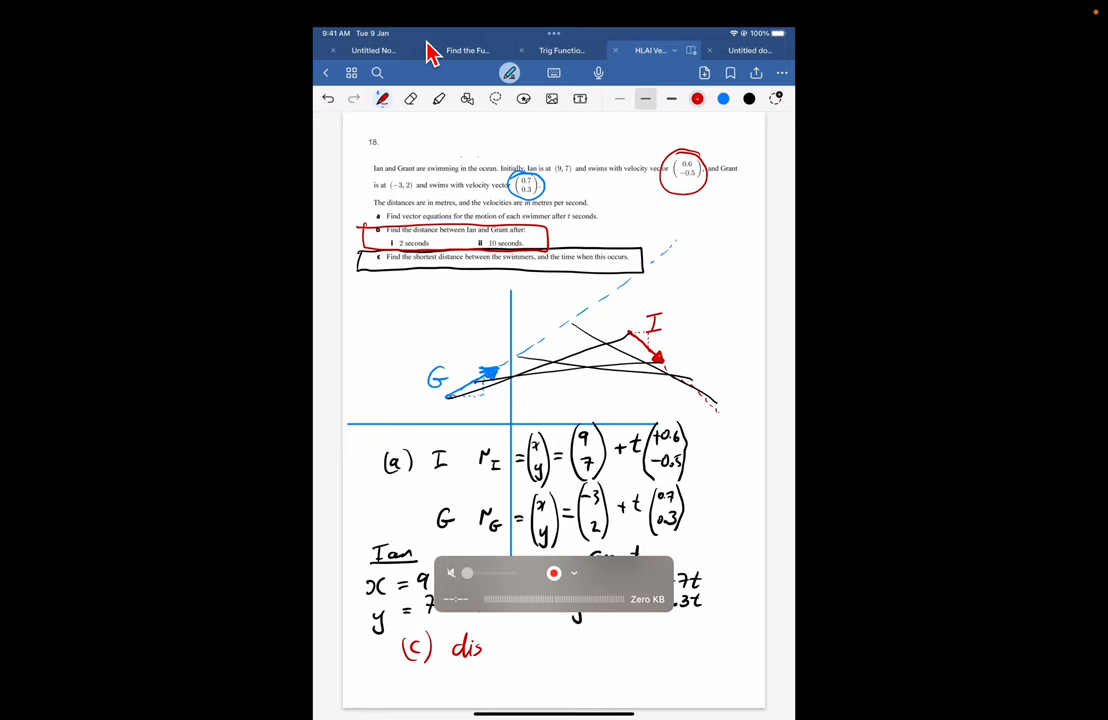 9:41 AM Tue 9 Jan
100%
Untitled No... Find the Fu... Trig Functio... HLAI Ve... Untitled do...
18.
Ian and Grant are swimming in the ocean. Initially, Ian is at (9, 7) and swims with velocity vector (0.6 −0.5), and Grant
is at (−3, 2) and swims with velocity vector (0.7 0.3).
The distances are in metres, and the velocities are in metres per second.
a Find vector equations for the motion of each swimmer after t seconds.
b Find the distance between Ian and Grant after:
i 2 seconds ii 10 seconds.
c Find the shortest distance between the swimmers, and the time when this occurs.
I
G
(a) I r_I = (x y) = (9 7) + t (+0.6 −0.5)
G r_G = (x y) = (−3 2) + t (0.7 0.3)
Ian
x = 9 7t
y = 7 .3t
--:-- Zero KB
(c) dis